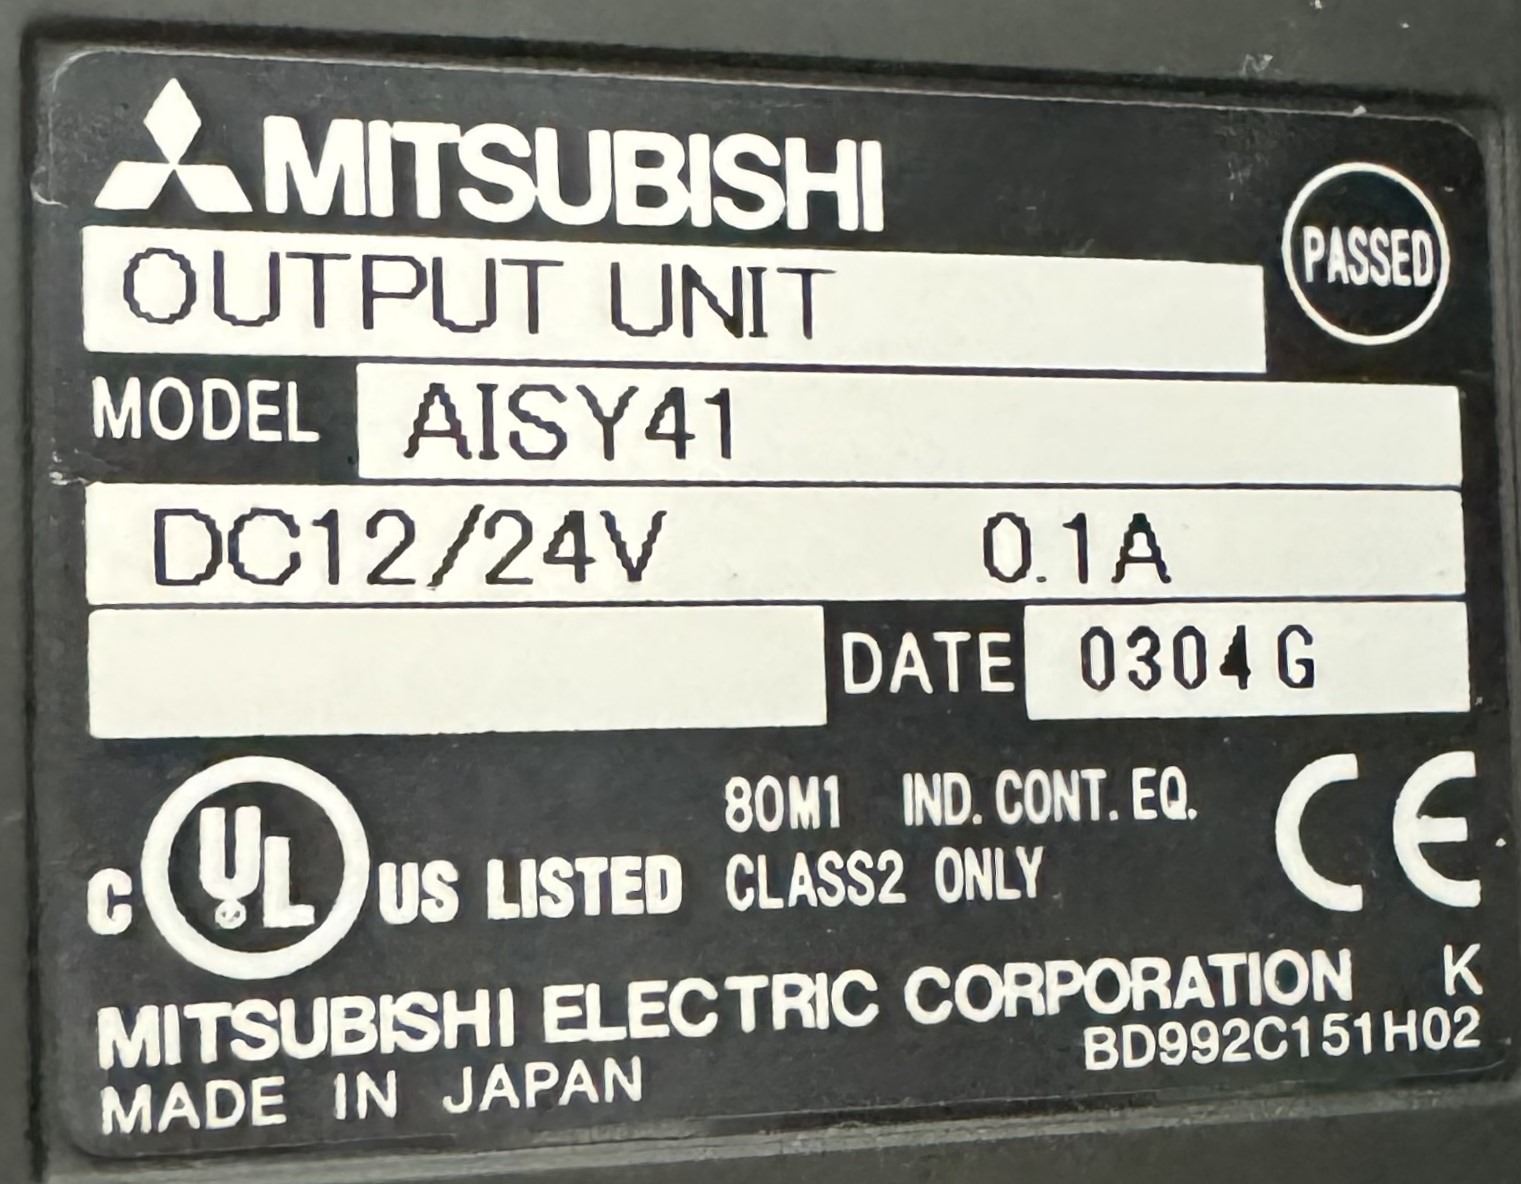 MITSUBISHI
PASSED
OUTPUT UNIT
MODEL AISY41
DC12/24V 0.1A
DATE 0304G
C UL US LISTED
80M1 IND. CONT. EQ.
CLASS2 ONLY
CE
MITSUBISHI ELECTRIC CORPORATION K
BD992C151H02
MADE IN JAPAN